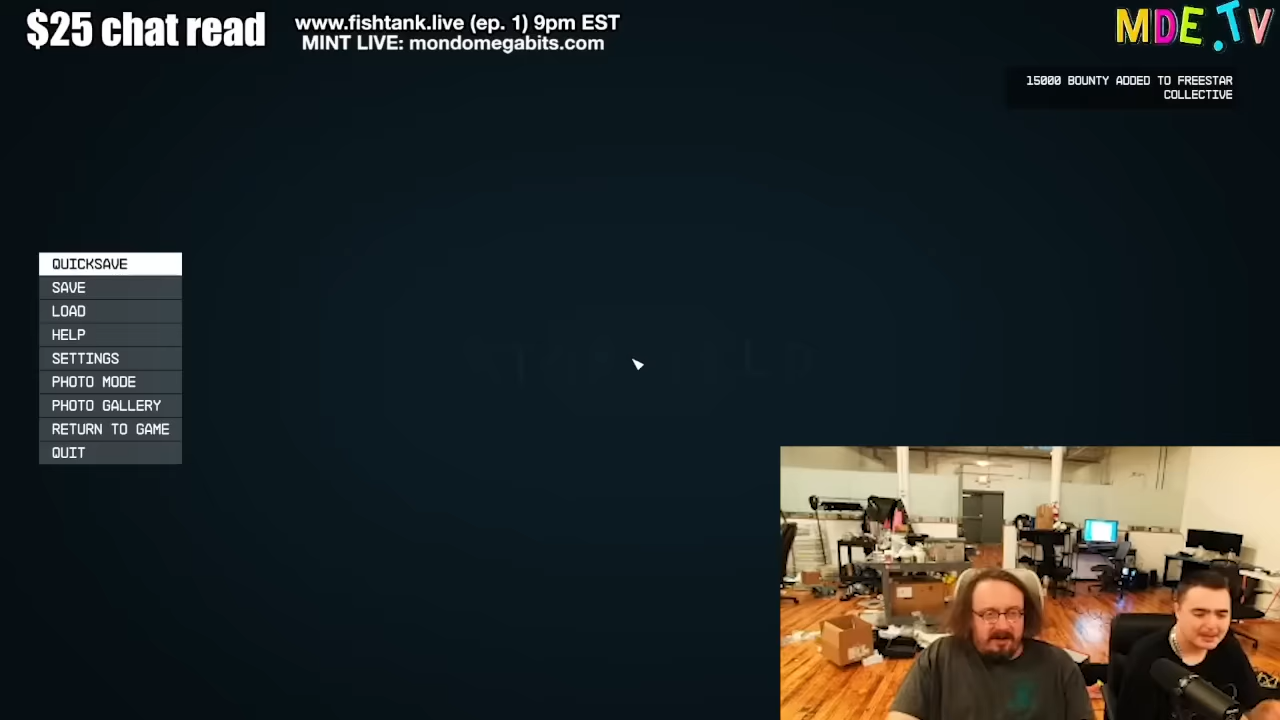 $25 chat read
www.fishtank.live (ep. 1) 9pm EST
MINT LIVE: mondomegabits.com
MDE.TV
15000 BOUNTY ADDED TO FREESTAR
COLLECTIVE
QUICKSAVE
SAVE
LOAD
HELP
SETTINGS
PHOTO MODE
PHOTO GALLERY
RETURN TO GAME
QUIT